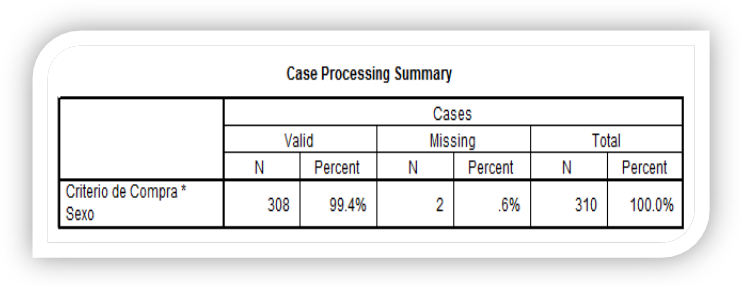 Case Processing Summary
Cases
Valid Missing Total
N Percent N Percent N Percent
Criterio de Compra *
Sexo
308 99.4% 2 .6% 310 100.0%